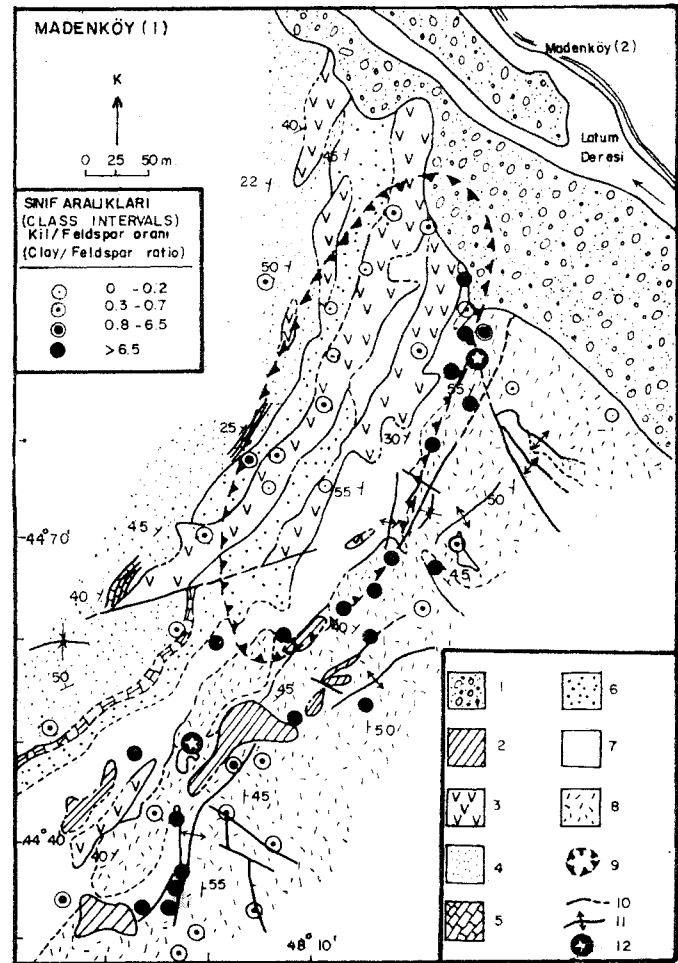 MADENKÖY (1)
Madenköy (2)
K
Latum
Deresi
0 25 50 m.
SINIF ARALIKLARI
(CLASS INTERVALS)
Kil/Feldspar oranı
(Clay/Feldspar ratio)
0 - 0.2
0.3 - 0.7
0.8 - 6.5
> 6.5
40
45
22
50
55
25
30
55
50
45
44° 70'
40
45
40
50
45
50
45
44° 40'
40
55
48° 10'
1
2
3
4
5
6
7
8
9
10
11
12